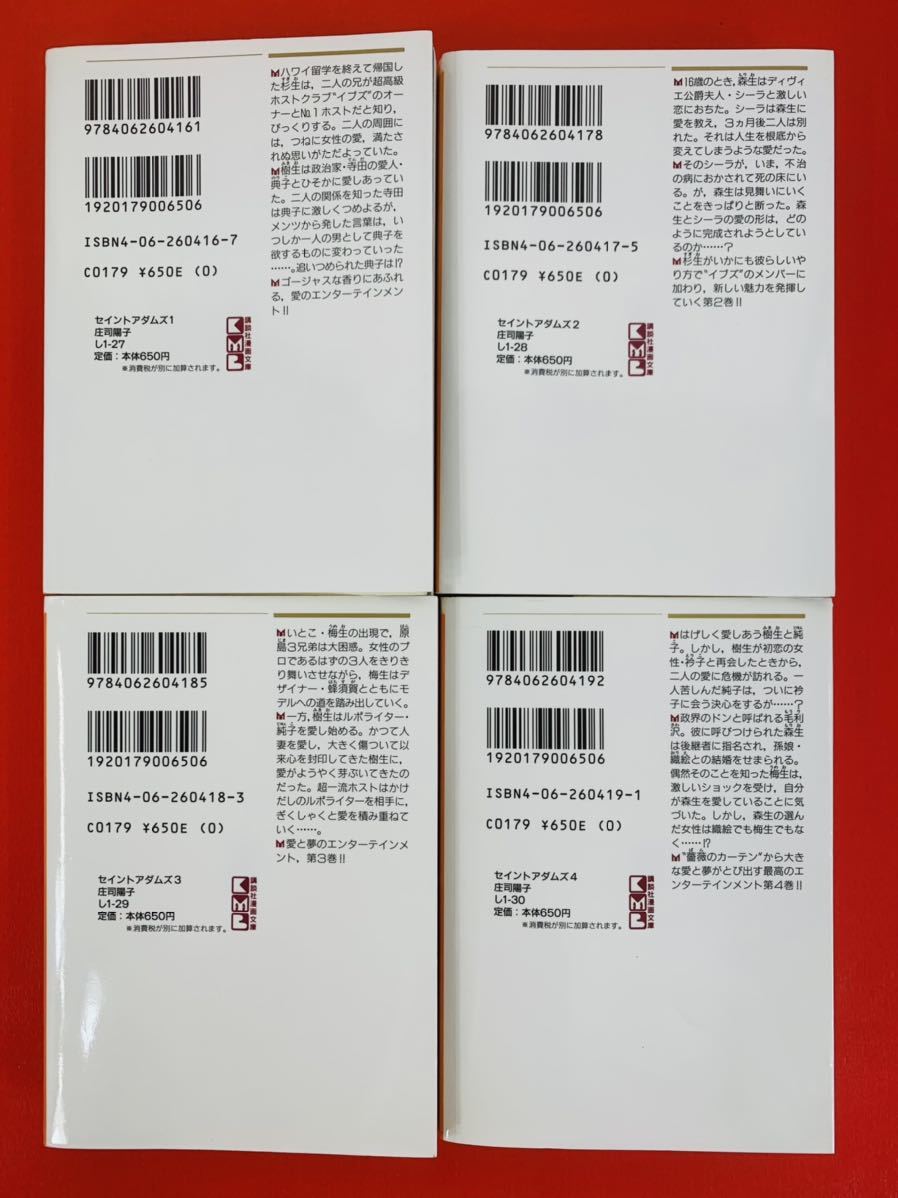 9784062604161
1920179006506
ISBN4-06-260416-7
C0179 ¥650E (0)
セイントアダムズ1
庄司陽子
し1-27
定価：本体650円
※消費税が別に加算されます。
講談社漫画文庫
ハワイ留学を終えて帰国し
すぎお
た杉生は，二人の兄が超高級
ホストクラブ“イブズ”のオー
ナーとNo.1ホストだと知り，
びっくりする。二人の周囲に
は，つねに女性の愛，満たさ
れぬ思いがただよっていた。
樹生は政治家・寺田の愛人・
典子とひそかに愛しあってい
た。二人の関係を知った寺田
は典子に激しくつめよるが，
メンツから発した言葉は，い
つしか一人の男として典子を
欲するものに変わっていった
……。追いつめられた典子は!?
ゴージャスな香りにあふれ
る，愛のエンターテインメン
ト!!
9784062604178
1920179006506
ISBN4-06-260417-5
C0179 ¥650E (0)
セイントアダムズ2
庄司陽子
し1-28
定価：本体650円
※消費税が別に加算されます。
講談社漫画文庫
16歳のとき，森生はディヴィ
エ公爵夫人・シーラと激しい
恋におちた。シーラは森生に
愛を教え，3ヵ月後二人は別
れた。それは人生を根底から
変えてしまうような愛だった。
そのシーラが，いま，不治
の病におかされて死の床にい
る。が，森生は見舞いにいく
ことをきっぱりと断った。森
生とシーラの愛の形は，どの
ように完成されようとしてい
るのか……？
すぎお
杉生がいかにも彼らしいや
り方で“イブズ”のメンバーに
加わり，新しい魅力を発揮し
ていく第2巻!!
9784062604185
1920179006506
ISBN4-06-260418-3
C0179 ¥650E (0)
セイントアダムズ3
庄司陽子
し1-29
定価：本体650円
※消費税が別に加算されます。
講談社漫画文庫
いとこ・梅生の出現で，原
島3兄弟は大困惑。女性のプ
ロであるはずの3人をきりき
り舞いさせながら，梅生はデ
ザイナー・蜂須賀とともにモ
デルへの道を踏み出していく。
一方，樹生はルポライター・
純子を愛し始める。かつて人
妻を愛し，大きく傷ついて以
来心を封印してきた樹生に，
愛がようやく芽ぶいてきたの
だった。超一流ホストはかけ
だしのルポライターを相手に，
ぎくしゃくと愛を積み重ねて
いく……。
愛と夢のエンターテインメ
ント，第3巻!!
9784062604192
1920179006506
ISBN4-06-260419-1
C0179 ¥650E (0)
セイントアダムズ4
庄司陽子
し1-30
定価：本体650円
※消費税が別に加算されます。
講談社漫画文庫
はげしく愛しあう樹生と純
子。しかし，樹生が初恋の女
性・衿子と再会したときから，
二人の愛に危機が訪れる。一
人苦しんだ純子は，ついに衿
子に会う決心をするが……？
政界のドンと呼ばれる毛利
沢。彼に呼びつけられた森生
は後継者に指名され，孫娘・
織絵との結婚をせまられる。
偶然そのことを知った梅生は，
激しいショックを受け，自分
が森生を愛していることに気
づいた。しかし，森生の選ん
だ女性は織絵でも梅生でもな
く……!?
“薔薇のカーテン”から大き
な愛と夢がとび出す最高のエ
ンターテインメント第4巻!!